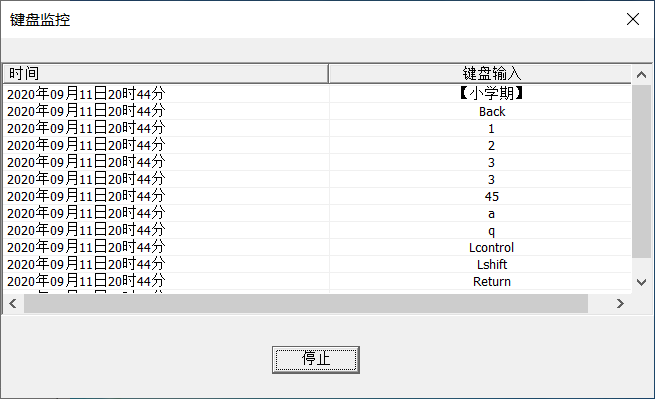 键盘监控
时间 键盘输入
2020年09月11日20时44分 【小学期】
2020年09月11日20时44分 Back
2020年09月11日20时44分 1
2020年09月11日20时44分 2
2020年09月11日20时44分 3
2020年09月11日20时44分 3
2020年09月11日20时44分 45
2020年09月11日20时44分 a
2020年09月11日20时44分 q
2020年09月11日20时44分 Lcontrol
2020年09月11日20时44分 Lshift
2020年09月11日20时44分 Return
停止